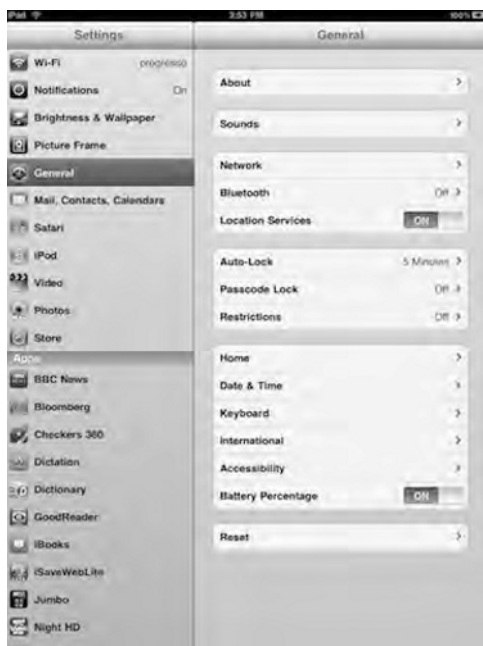 iPad 3:53 PM 100%
Settings
Wi-Fi progresso
Notifications On
Brightness & Wallpaper
Picture Frame
General
Mail, Contacts, Calendars
Safari
iPod
Video
Photos
Store
Apps
BBC News
Bloomberg
Checkers 360
Dictation
Dictionary
GoodReader
iBooks
iSaveWebLite
Jumbo
Night HD
General
About
Sounds
Network
Bluetooth Off
Location Services ON
Auto-Lock 5 Minutes
Passcode Lock Off
Restrictions Off
Home
Date & Time
Keyboard
International
Accessibility
Battery Percentage ON
Reset